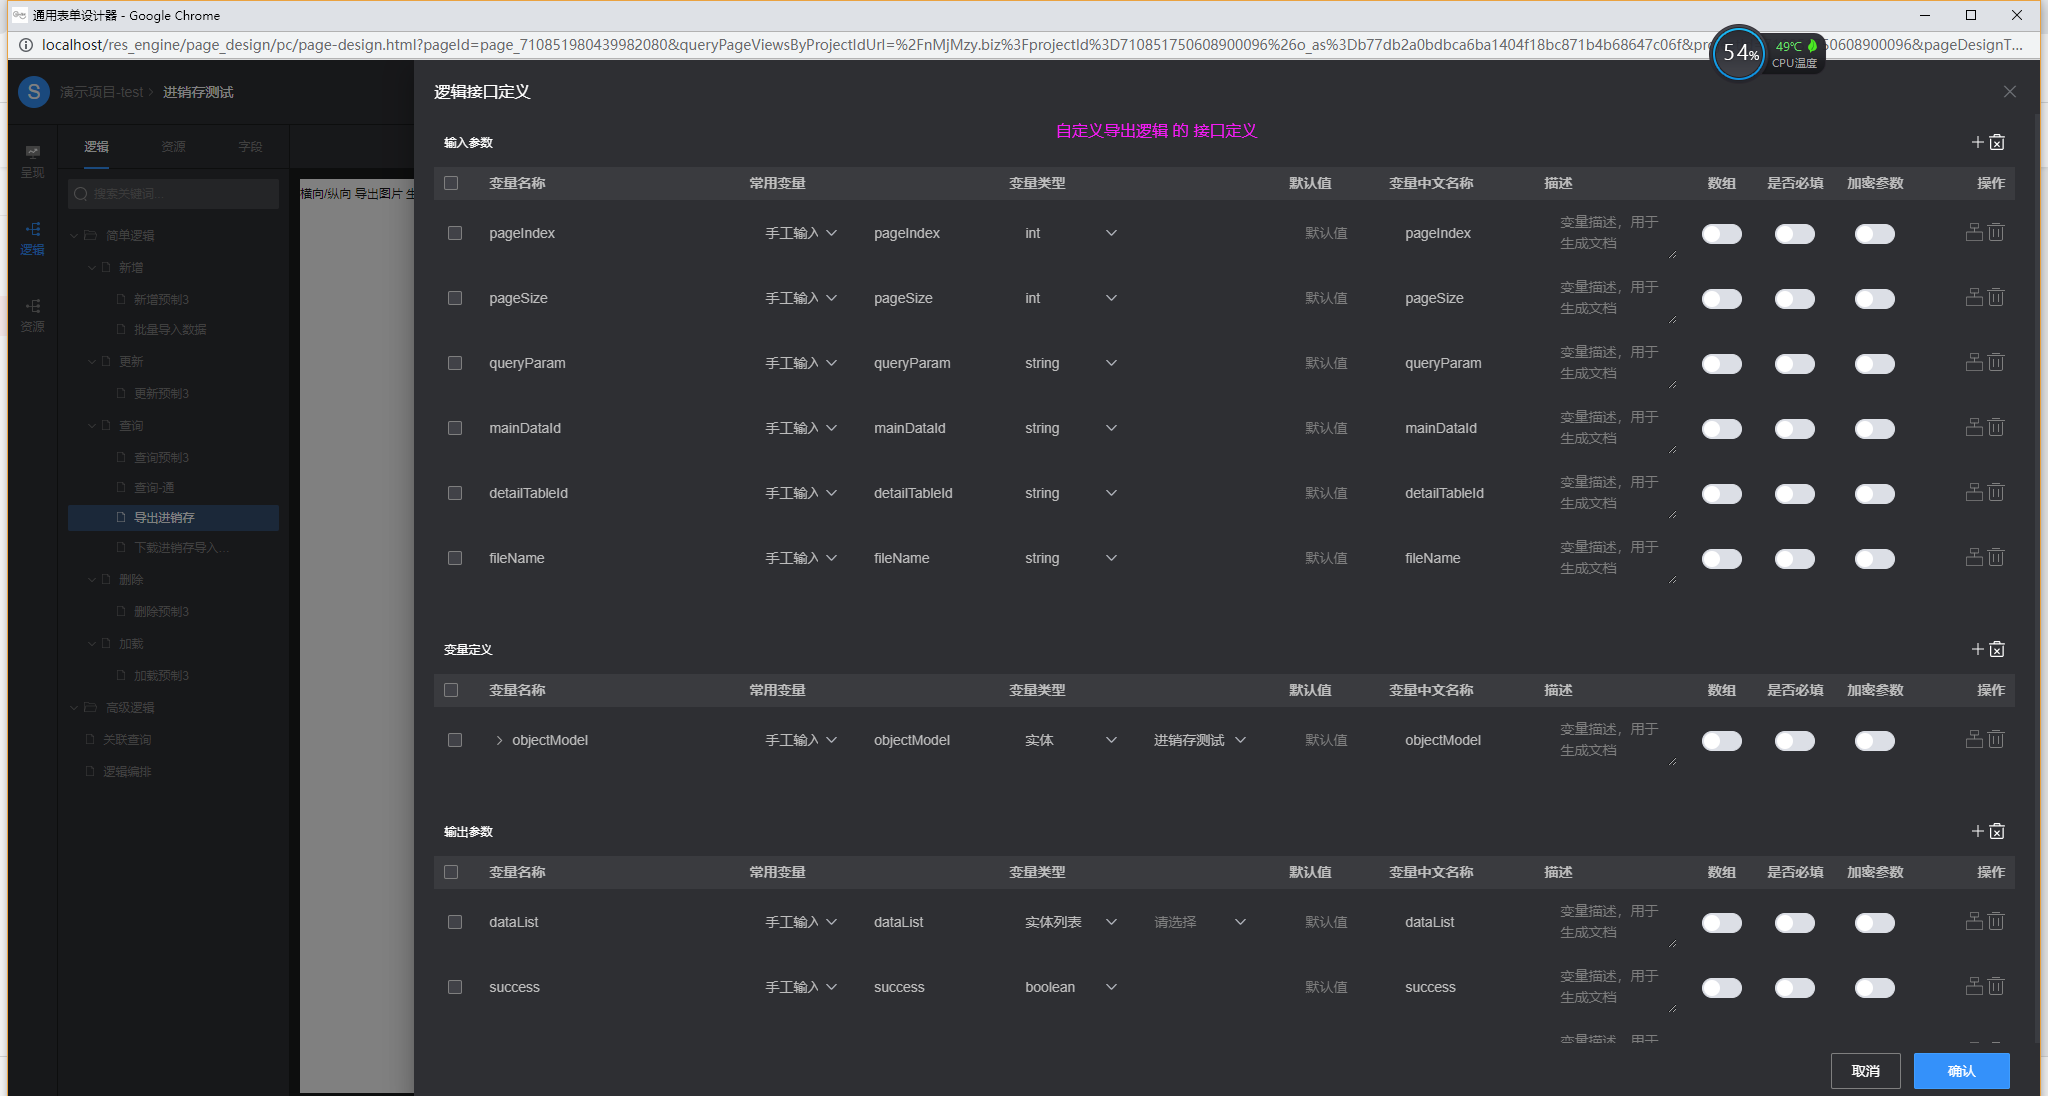 通用表单设计器 - Google Chrome
localhost/res_engine/page_design/pc/page-design.html?pageId=page_710851980439982080&queryPageViewsByProjectIdUrl=%2FnMjMzy.biz%3FprojectId%3D710851750608900096%26o_as%3Db77db2a0bdbca6ba1404f18bc871b4b68647c06f&pr 50608900096&pageDesignT...
54%
49℃
CPU温度
S 演示项目-test 进销存测试
呈现
逻辑
资源
逻辑 资源 字段
搜索关键词...
简单逻辑
新增
新增预制3
批量导入数据
更新
更新预制3
查询
查询预制3
查询-通
导出进销存
下载进销存导入...
删除
删除预制3
加载
加载预制3
高级逻辑
关联查询
逻辑编排
横向/纵向 导出图片 生
逻辑接口定义
自定义导出逻辑 的 接口定义
输入参数
变量名称 常用变量 变量类型 默认值 变量中文名称 描述 数组 是否必填 加密参数 操作
pageIndex 手工输入 pageIndex int 默认值 pageIndex 变量描述，用于
生成文档
pageSize 手工输入 pageSize int 默认值 pageSize 变量描述，用于
生成文档
queryParam 手工输入 queryParam string 默认值 queryParam 变量描述，用于
生成文档
mainDataId 手工输入 mainDataId string 默认值 mainDataId 变量描述，用于
生成文档
detailTableId 手工输入 detailTableId string 默认值 detailTableId 变量描述，用于
生成文档
fileName 手工输入 fileName string 默认值 fileName 变量描述，用于
生成文档
变量定义
变量名称 常用变量 变量类型 默认值 变量中文名称 描述 数组 是否必填 加密参数 操作
objectModel 手工输入 objectModel 实体 进销存测试 默认值 objectModel 变量描述，用于
生成文档
输出参数
变量名称 常用变量 变量类型 默认值 变量中文名称 描述 数组 是否必填 加密参数 操作
dataList 手工输入 dataList 实体列表 请选择 默认值 dataList 变量描述，用于
生成文档
success 手工输入 success boolean 默认值 success 变量描述，用于
生成文档
变量描述，用于
取消 确认